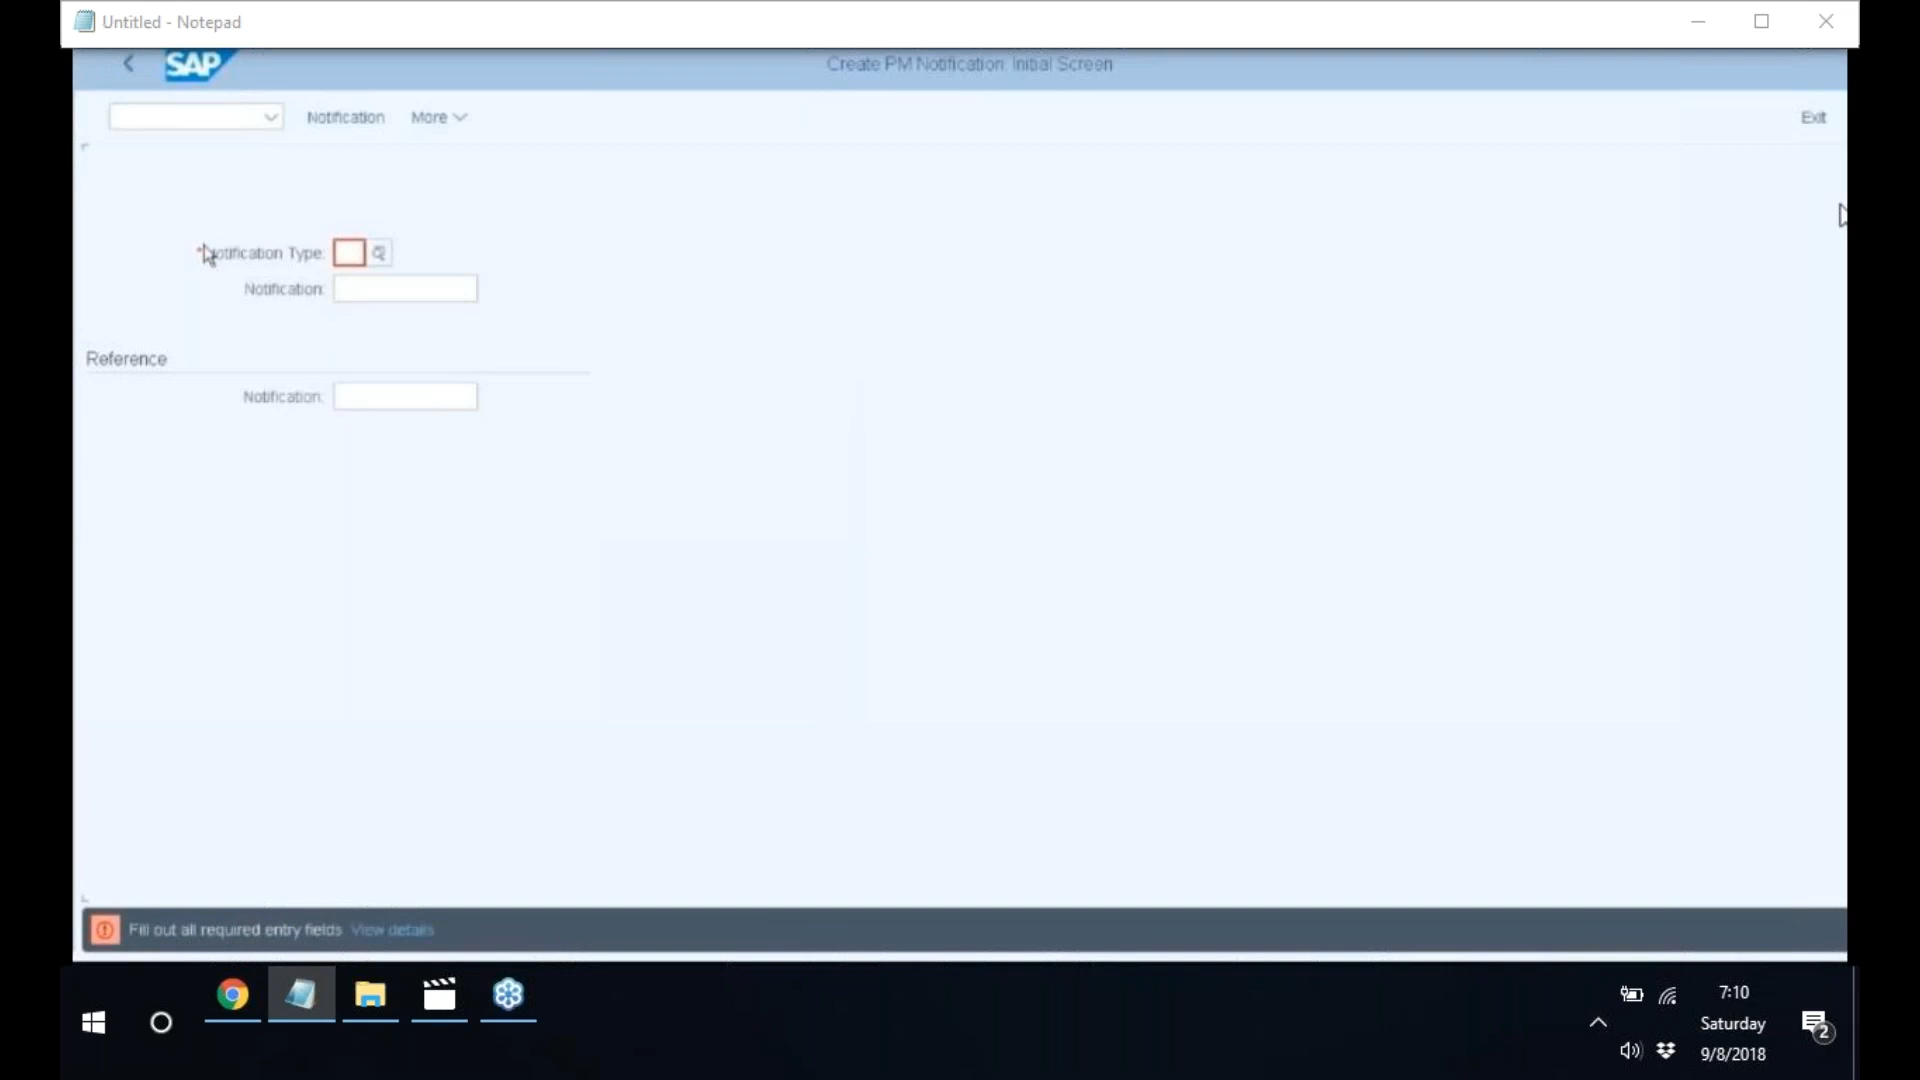 Untitled - Notepad
SAP
Create PM Notification: Initial Screen
Notification More
Exit
*Notification Type:
Notification:
Reference
Notification:
Fill out all required entry fields View details
7:10
Saturday
9/8/2018
2